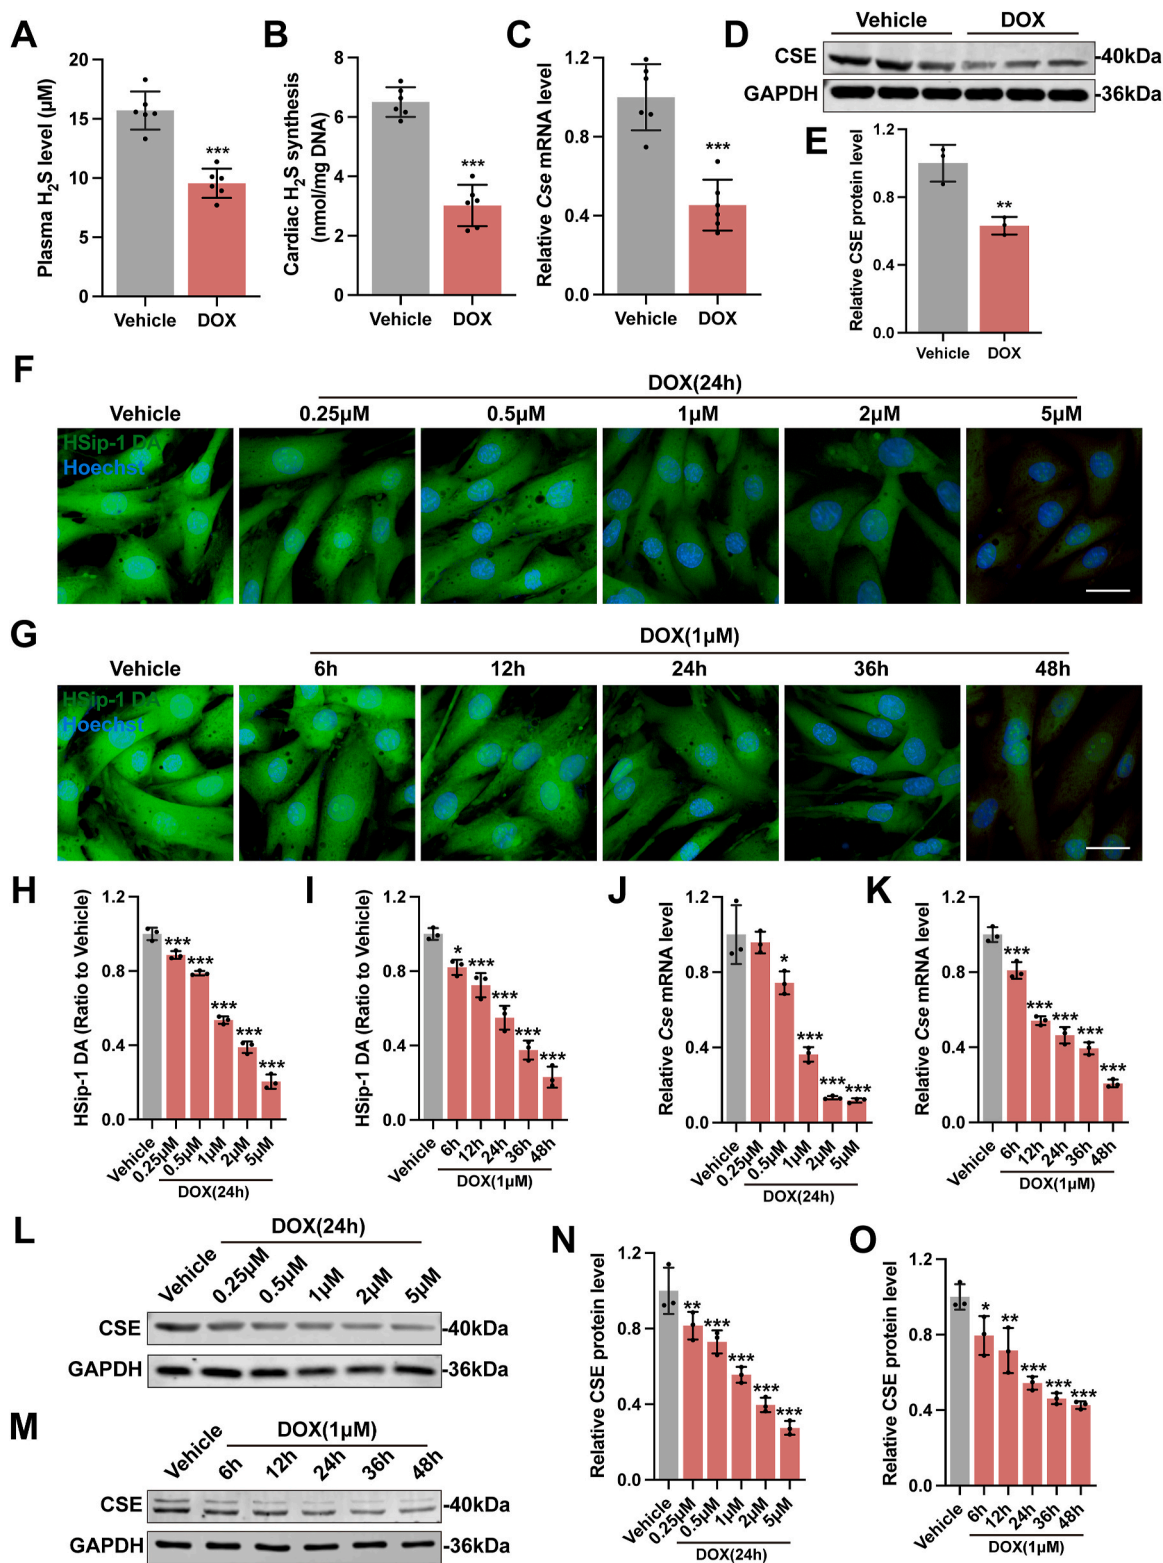 A
Plasma H₂S level (μM)
20
15
10
5
0
***
Vehicle DOX
B
Cardiac H₂S synthesis
(nmol/mg DNA)
8
6
4
2
0
***
Vehicle DOX
C
Relative Cse mRNA level
1.2
0.8
0.4
0.0
***
Vehicle DOX
D
Vehicle DOX
CSE -40kDa
GAPDH -36kDa
E
Relative CSE protein level
1.2
0.8
0.4
0.0
**
Vehicle DOX
F
DOX(24h)
Vehicle 0.25μM 0.5μM 1μM 2μM 5μM
HSip-1 DA
Hoechst
G
DOX(1μM)
Vehicle 6h 12h 24h 36h 48h
HSip-1 DA
Hoechst
H
HSip-1 DA (Ratio to Vehicle)
1.2
0.8
0.4
0.0
*** *** *** *** ***
Vehicle 0.25μM 0.5μM 1μM 2μM 5μM
DOX(24h)
I
HSip-1 DA (Ratio to Vehicle)
1.2
0.8
0.4
0.0
* *** *** *** ***
Vehicle 6h 12h 24h 36h 48h
DOX(1μM)
J
Relative Cse mRNA level
1.2
0.8
0.4
0.0
* *** *** ***
Vehicle 0.25μM 0.5μM 1μM 2μM 5μM
DOX(24h)
K
Relative Cse mRNA level
1.2
0.8
0.4
0.0
*** *** *** *** ***
Vehicle 6h 12h 24h 36h 48h
DOX(1μM)
L
DOX(24h)
Vehicle 0.25μM 0.5μM 1μM 2μM 5μM
CSE -40kDa
GAPDH -36kDa
M
DOX(1μM)
Vehicle 6h 12h 24h 36h 48h
CSE -40kDa
GAPDH -36kDa
N
Relative CSE protein level
1.2
0.8
0.4
0.0
** *** *** *** ***
Vehicle 0.25μM 0.5μM 1μM 2μM 5μM
DOX(24h)
O
Relative CSE protein level
1.2
0.8
0.4
0.0
* ** *** *** ***
Vehicle 6h 12h 24h 36h 48h
DOX(1μM)